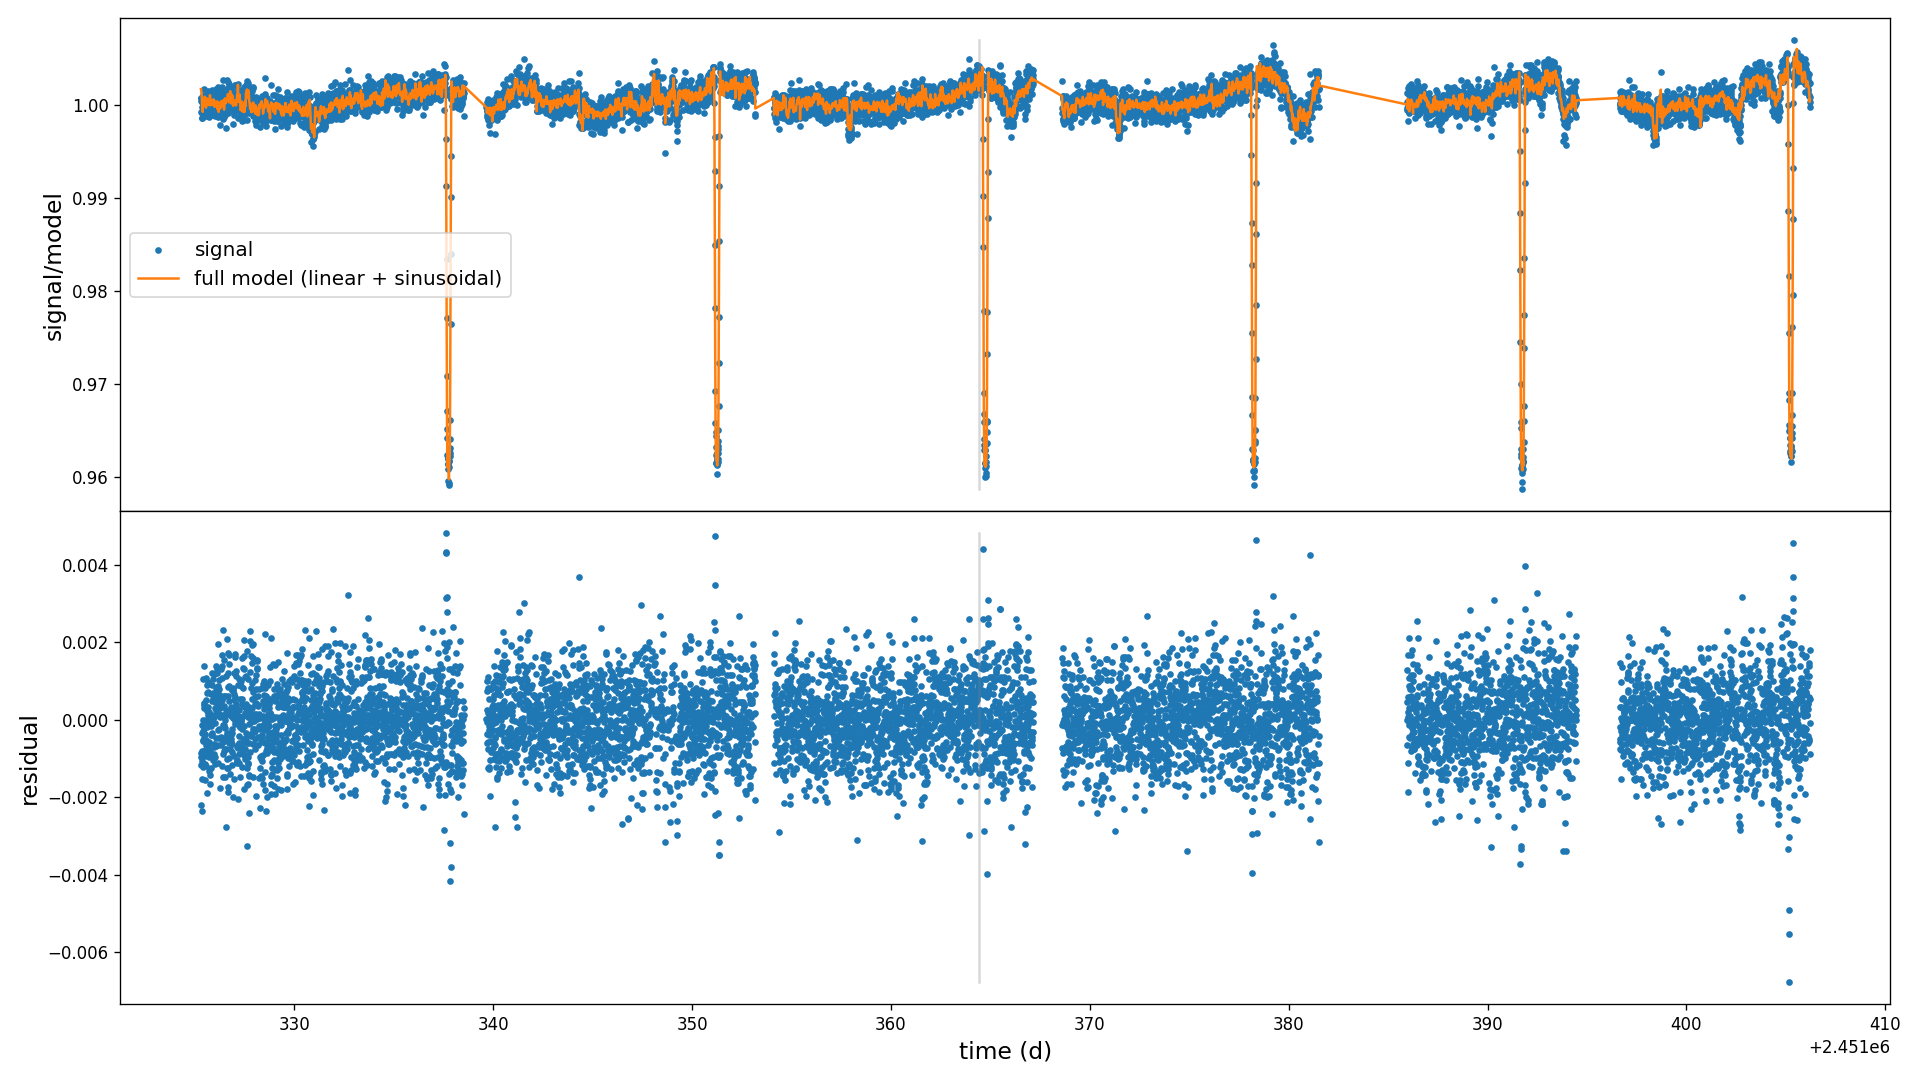 signal/model
1.00
0.99
0.98
0.97
0.96
signal
full model (linear + sinusoidal)
residual
0.004
0.002
0.000
−0.002
−0.004
−0.006
330 340 350 360 370 380 390 400 410
time (d)
+2.451e6